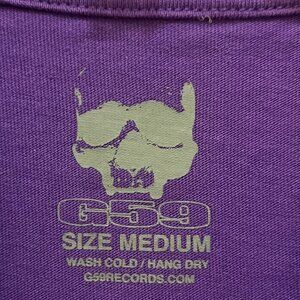 G59
SIZE MEDIUM
WASH COLD / HANG DRY
G59RECORDS.COM